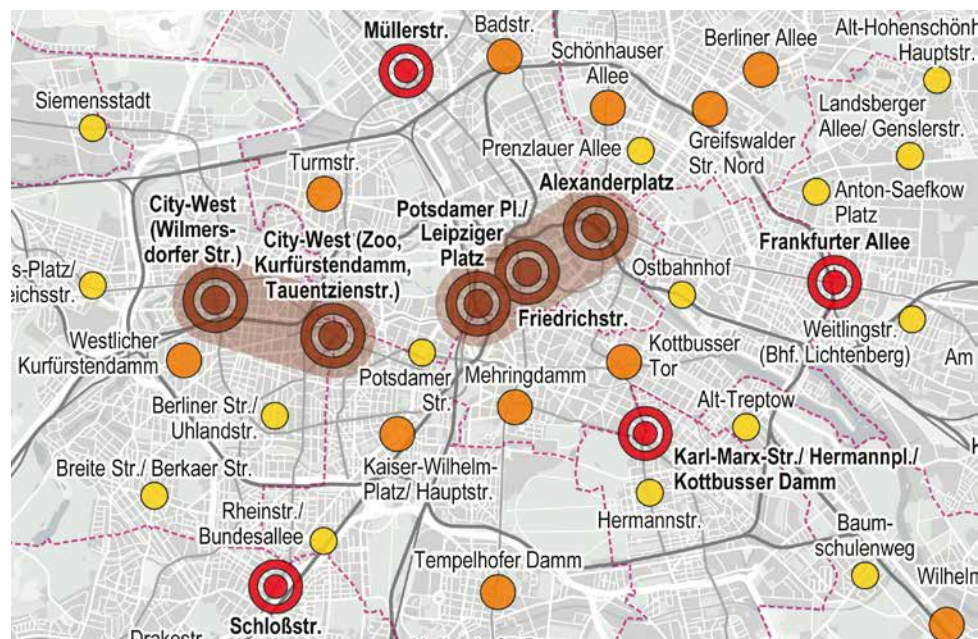 Müllerstr.
Badstr.
Schönhauser
Allee
Berliner Allee
Alt-Hohenschönh
Hauptstr.
Siemensstadt
Landsberger
Allee/ Genslerstr.
Prenzlauer Allee
Greifswalder
Str. Nord
Turmstr.
Alexanderplatz
Anton-Saefkow
Platz
City-West
(Wilmers-
dorfer Str.)
City-West (Zoo,
Kurfürstendamm,
Tauentzienstr.)
Potsdamer Pl./
Leipziger
Platz
Frankfurter Allee
Ostbahnhof
s-Platz/
eichsstr.
Friedrichstr.
Westlicher
Kurfürstendamm
Weitlingstr.
(Bhf. Lichtenberg)
Am
Kottbusser
Tor
Potsdamer
Str.
Mehringdamm
Berliner Str./
Uhlandstr.
Alt-Treptow
Karl-Marx-Str./ Hermannpl./
Kottbusser Damm
K
Breite Str./ Berkaer Str.
Kaiser-Wilhelm-
Platz/ Hauptstr.
Rheinstr./
Bundesallee
Hermannstr.
Baum-
schulenweg
Tempelhofer Damm
Wilhelm
Schloßstr.
Drakestr.